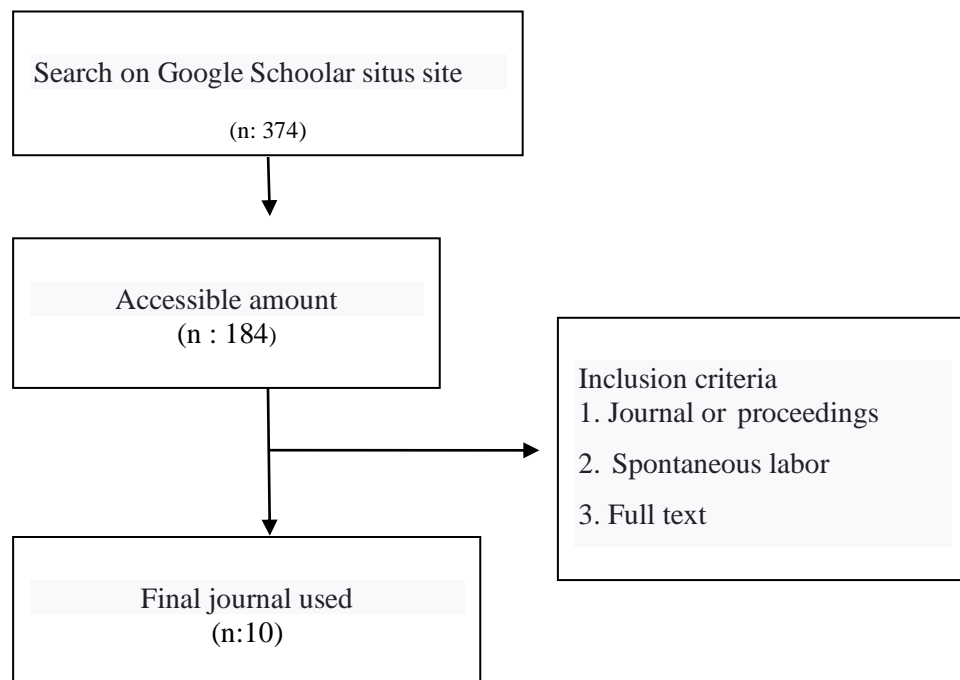 Search on Google Schoolar situs site
(n: 374)
Accessible amount
(n : 184)
Inclusion criteria
1. Journal or proceedings
2. Spontaneous labor
3. Full text
Final journal used
(n:10)